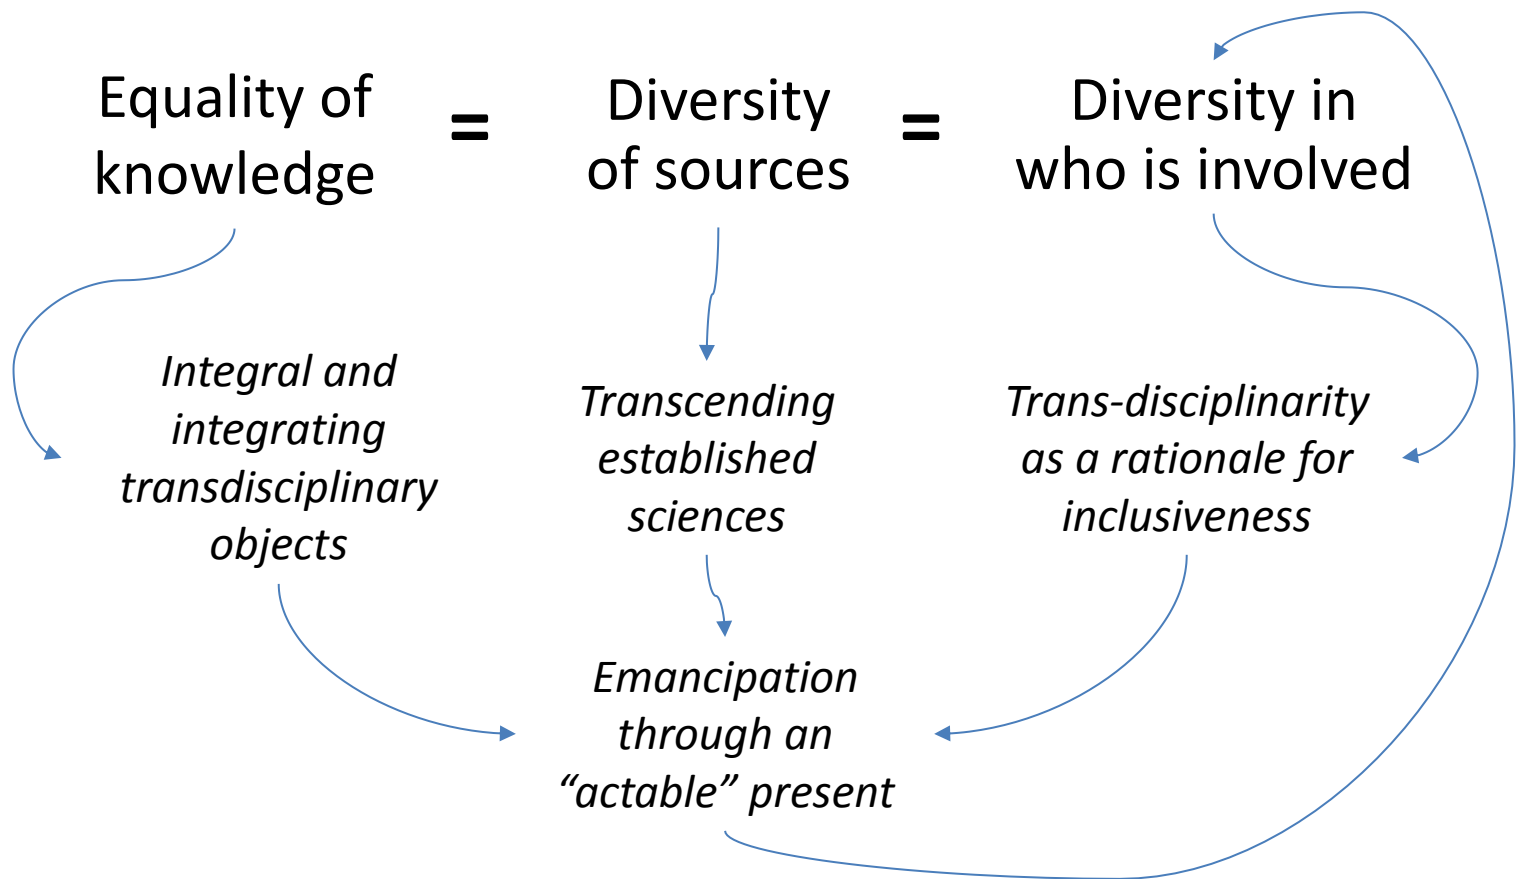 Equality of
knowledge
=
Diversity
of sources
=
Diversity in
who is involved
Integral and
integrating
transdisciplinary
objects
Transcending
established
sciences
Trans-disciplinarity
as a rationale for
inclusiveness
Emancipation
through an
“actable” present